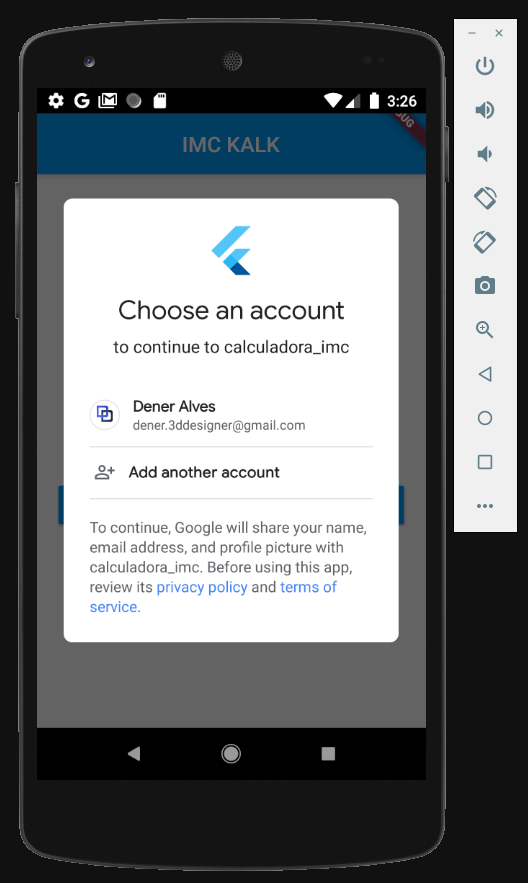 3:26
IMC KALK
Choose an account
to continue to calculadora_imc
Dener Alves
dener.3ddesigner@gmail.com
Add another account
To continue, Google will share your name,
email address, and profile picture with
calculadora_imc. Before using this app,
review its privacy policy and terms of
service.